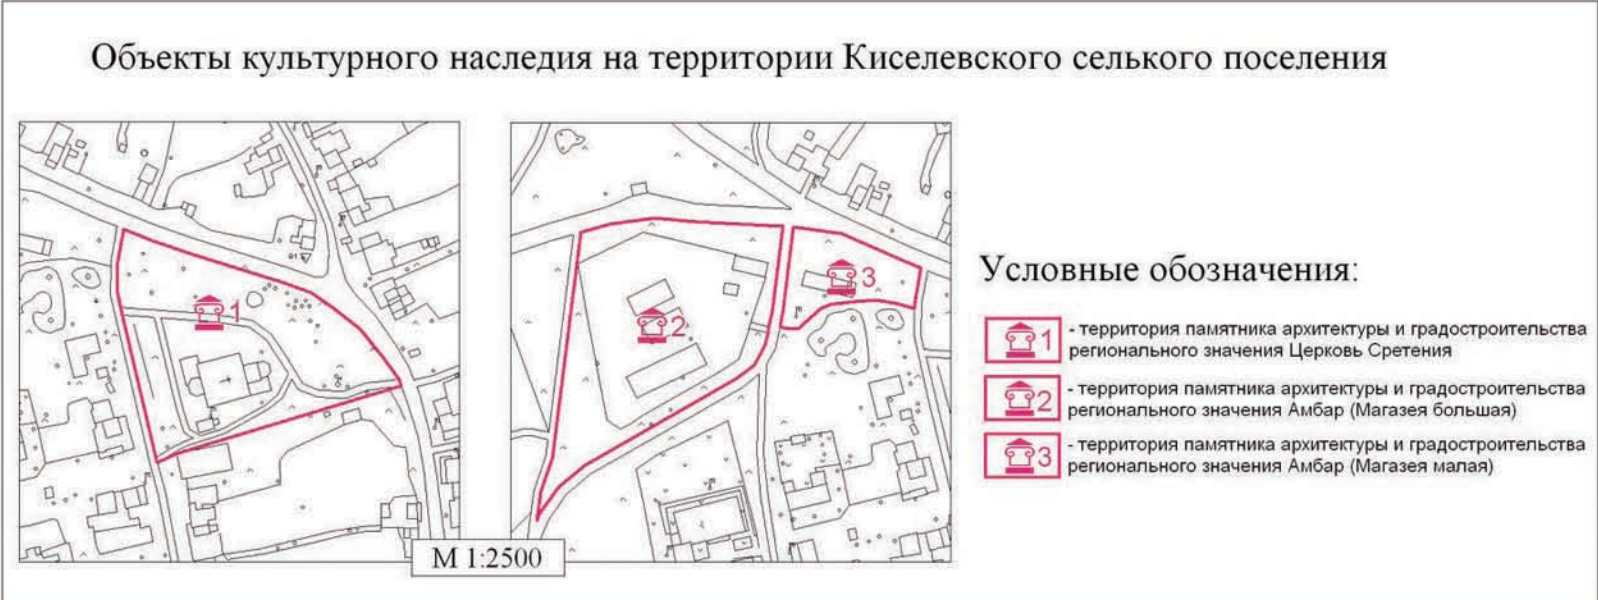 Объекты культурного наследия на территории Киселевского селького поселения
1
2
3
М 1:2500
Условные обозначения:
1 - территория памятника архитектуры и градостроительства
регионального значения Церковь Сретения
2 - территория памятника архитектуры и градостроительства
регионального значения Амбар (Магазея большая)
3 - территория памятника архитектуры и градостроительства
регионального значения Амбар (Магазея малая)